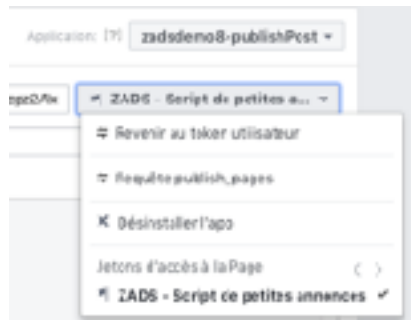 Application: [?] zadsdemo8-publishPost
ZADS - Script de petites a...
Revenir au token utilisateur
Requête publish_pages
Désinstaller l'app
Jetons d'accès à la Page
ZADS - Script de petites annonces